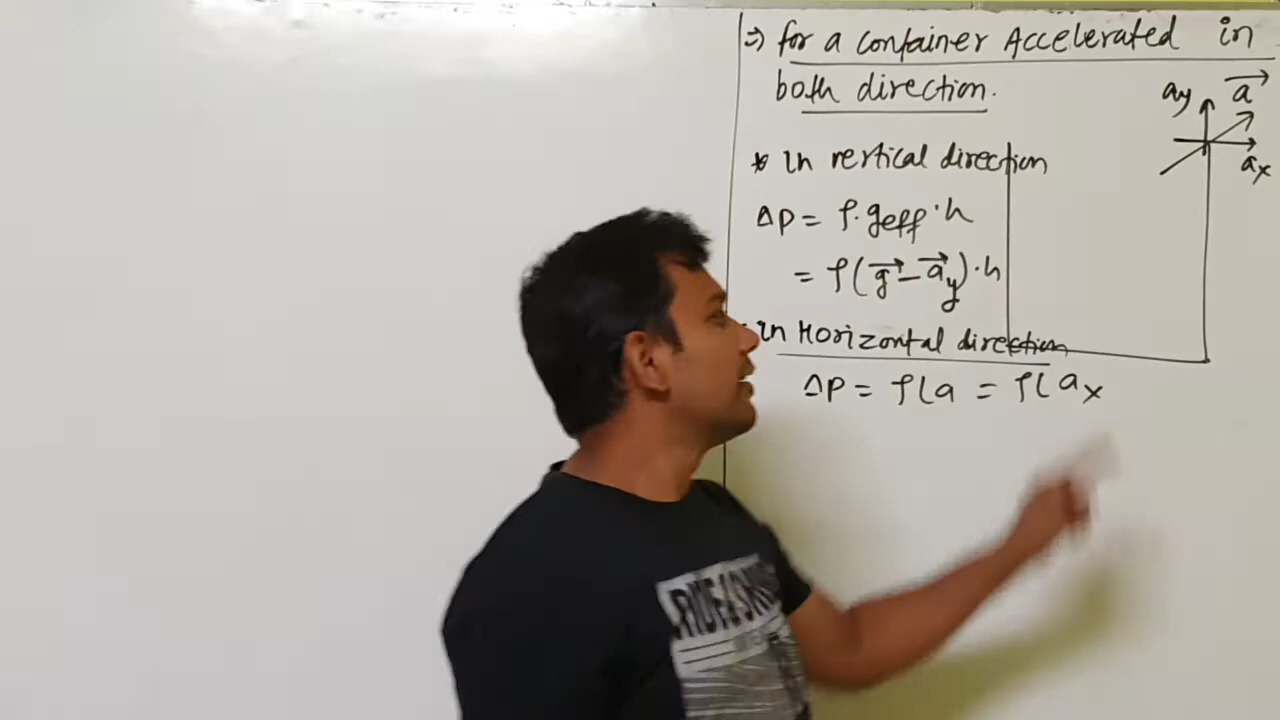 ⇒ for a container Accelerated in
both direction.
ay a⃗
ax
* in vertical direction
ΔP = ρ·geff·h
= ρ(g⃗ - a⃗y)·h
in Horizontal direction
ΔP = ρla = ρlax